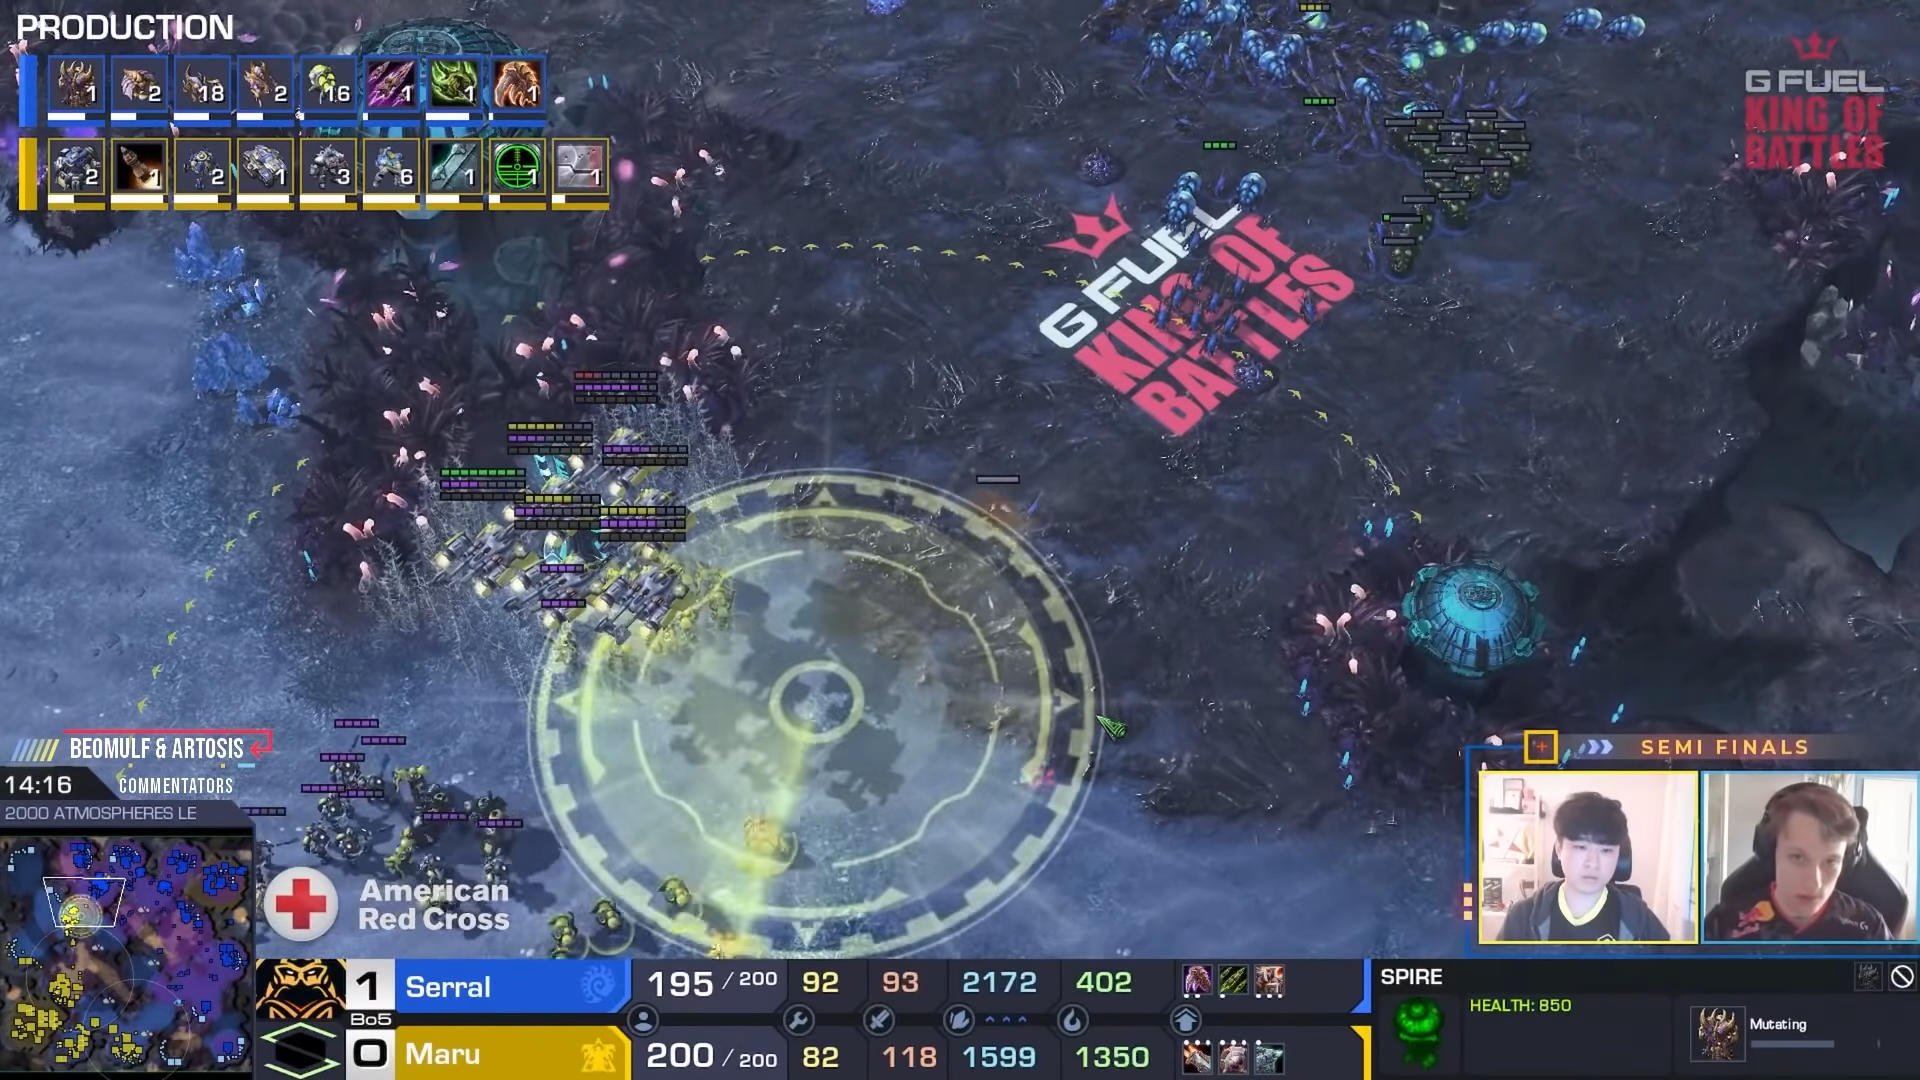 PRODUCTION
1 2 18 2 16 1 1 1
2 1 2 1 3 6 1 1 1
G FUEL
KING OF
BATTLES
G FUEL
KING OF
BATTLES
BEOMULF & ARTOSIS
COMMENTATORS
14:16
2000 ATMOSPHERES LE
American
Red Cross
SEMI FINALS
1 Serral 195 / 200 92 93 2172 402
Bo5
0 Maru 200 / 200 82 118 1599 1350
SPIRE
HEALTH: 850
Mutating